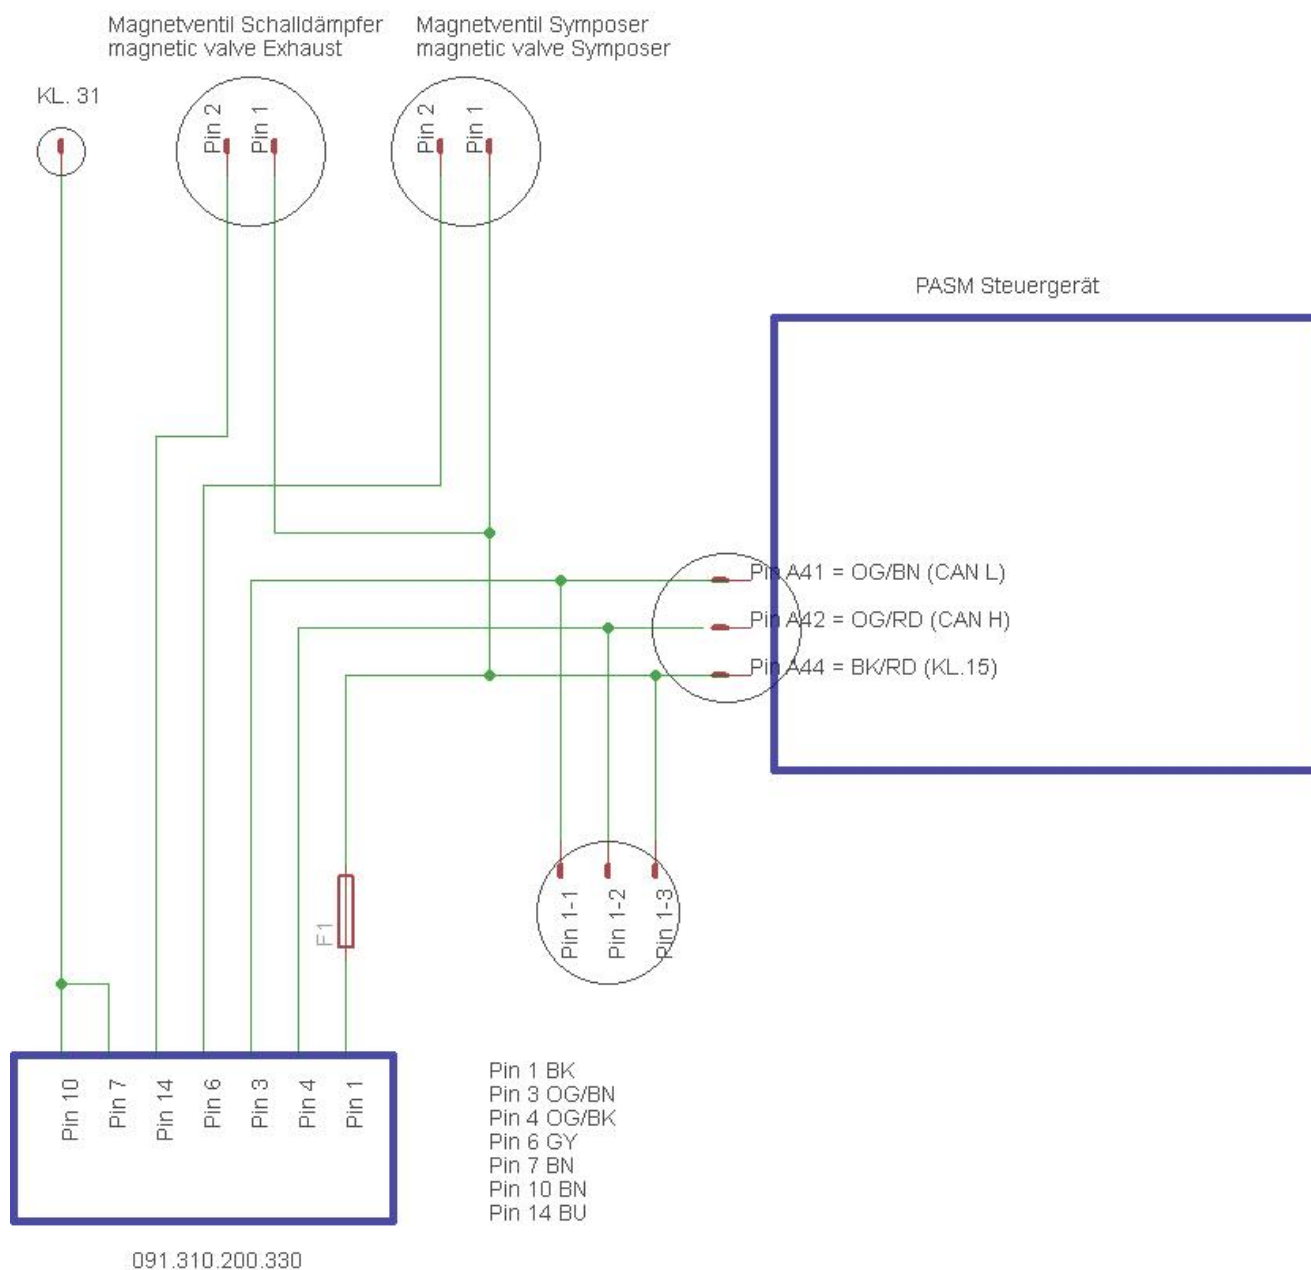 Magnetventil Schalldämpfer
magnetic valve Exhaust
Magnetventil Symposer
magnetic valve Symposer
KL. 31
Pin 2
Pin 1
Pin 2
Pin 1
PASM Steuergerät
Pin A41 = OG/BN (CAN L)
Pin A42 = OG/RD (CAN H)
Pin A44 = BK/RD (KL.15)
F1
Pin 1-1
Pin 1-2
Pin 1-3
Pin 10
Pin 7
Pin 14
Pin 6
Pin 3
Pin 4
Pin 1
Pin 1 BK
Pin 3 OG/BN
Pin 4 OG/BK
Pin 6 GY
Pin 7 BN
Pin 10 BN
Pin 14 BU
091.310.200.330